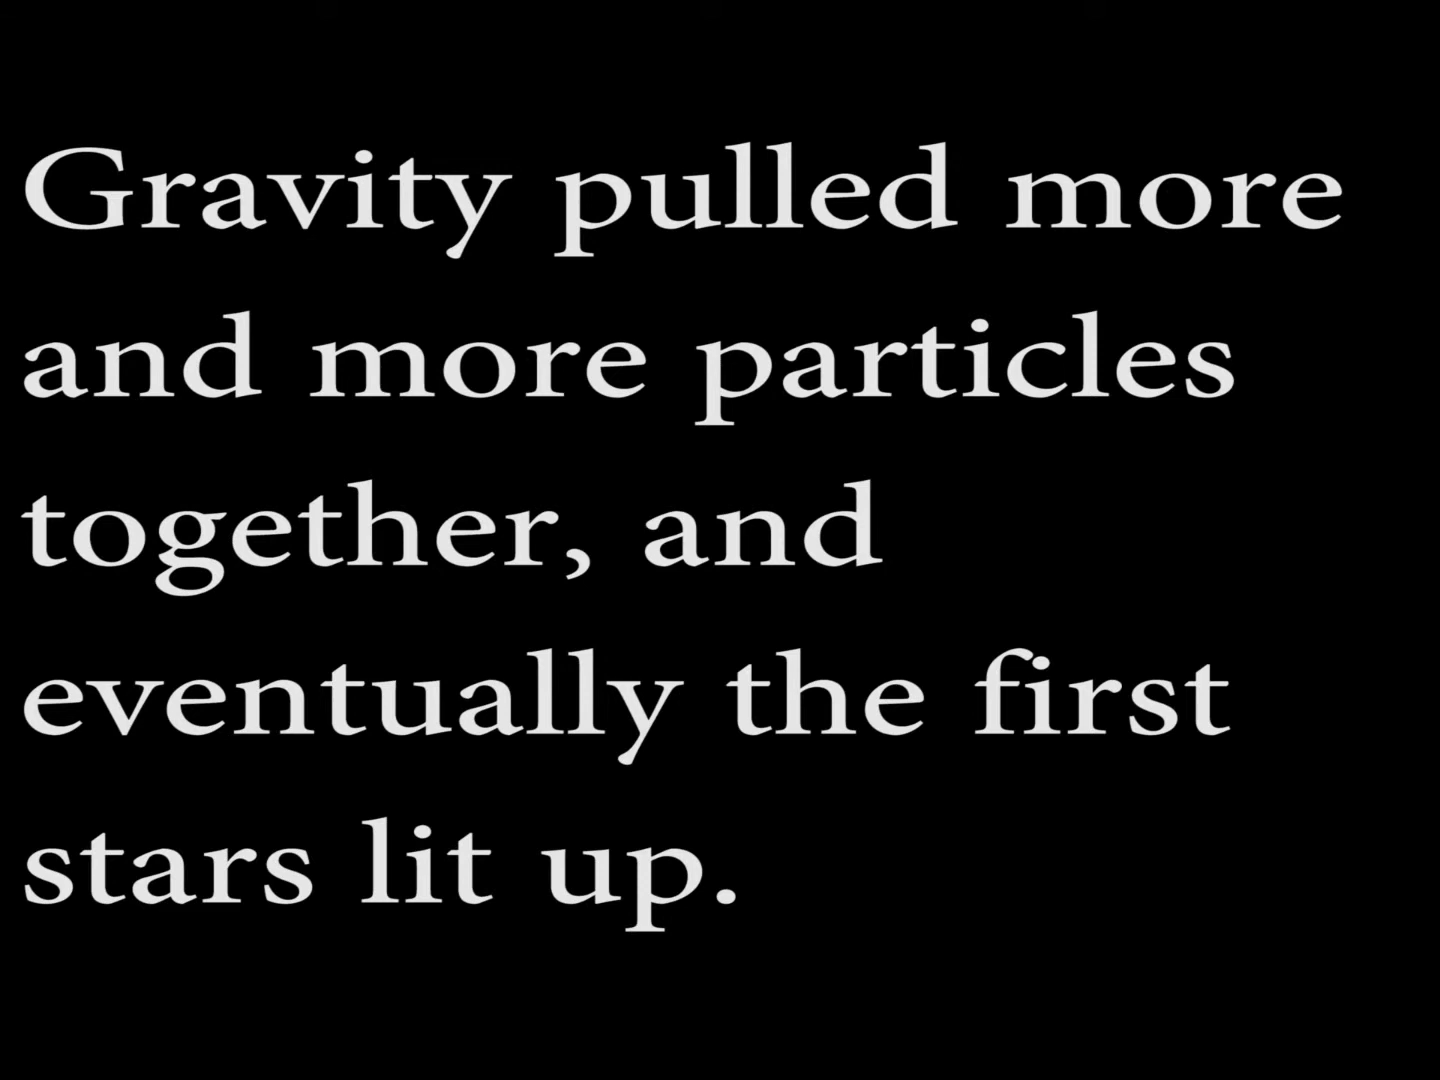 Gravity pulled more
and more particles
together, and
eventually the first
stars lit up.